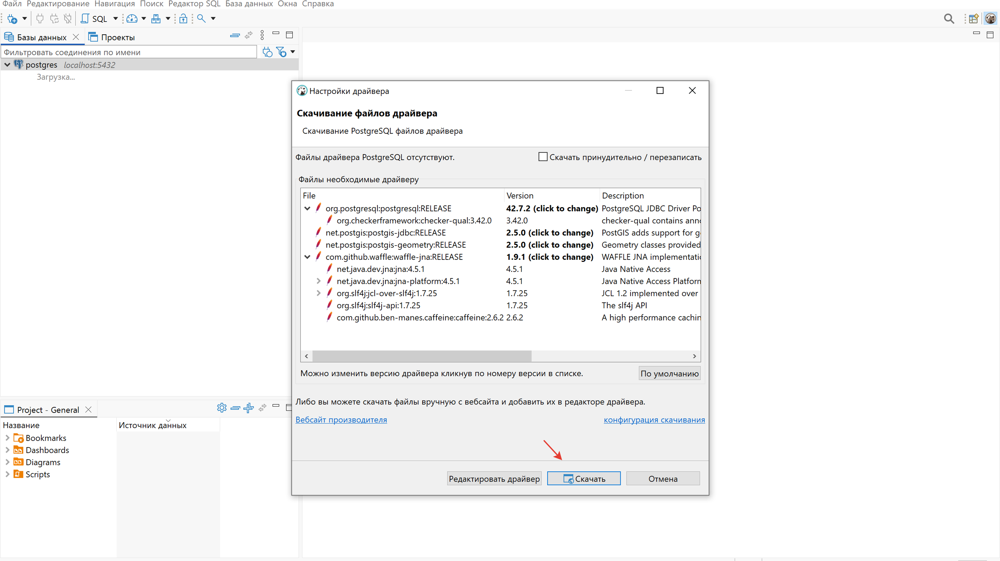 Файл Редактирование Навигация Поиск Редактор SQL База данных Окна Справка
SQL
Базы данных
Проекты
Фильтровать соединения по имени
postgres localhost:5432
Загрузка...
Настройки драйвера
Скачивание файлов драйвера
Скачивание PostgreSQL файлов драйвера
Файлы драйвера PostgreSQL отсутствуют.
Скачать принудительно / перезаписать
Файлы необходимые драйверу
File Version Description
org.postgresql:postgresql:RELEASE 42.7.2 (click to change) PostgreSQL JDBC Driver Po
org.checkerframework:checker-qual:3.42.0 3.42.0 checker-qual contains anno
net.postgis:postgis-jdbc:RELEASE 2.5.0 (click to change) PostGIS adds support for g
net.postgis:postgis-geometry:RELEASE 2.5.0 (click to change) Geometry classes provided
com.github.waffle:waffle-jna:RELEASE 1.9.1 (click to change) WAFFLE JNA implementatio
net.java.dev.jna:jna:4.5.1 4.5.1 Java Native Access
net.java.dev.jna:jna-platform:4.5.1 4.5.1 Java Native Access Platform
org.slf4j:jcl-over-slf4j:1.7.25 1.7.25 JCL 1.2 implemented over
org.slf4j:slf4j-api:1.7.25 1.7.25 The slf4j API
com.github.ben-manes.caffeine:caffeine:2.6.2 2.6.2 A high performance cachin
Можно изменить версию драйвера кликнув по номеру версии в списке.
По умолчанию
Либо вы можете скачать файлы вручную с вебсайта и добавить их в редакторе драйвера.
Вебсайт производителя
конфигурация скачивания
Редактировать драйвер
Скачать
Отмена
Project - General
Название Источник данных
Bookmarks
Dashboards
Diagrams
Scripts